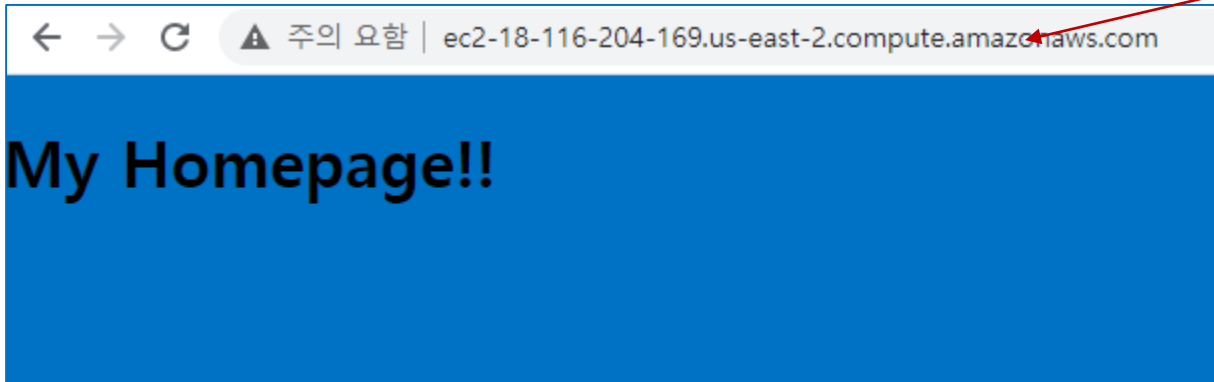 주의 요함 | ec2-18-116-204-169.us-east-2.compute.amazonaws.com
My Homepage!!